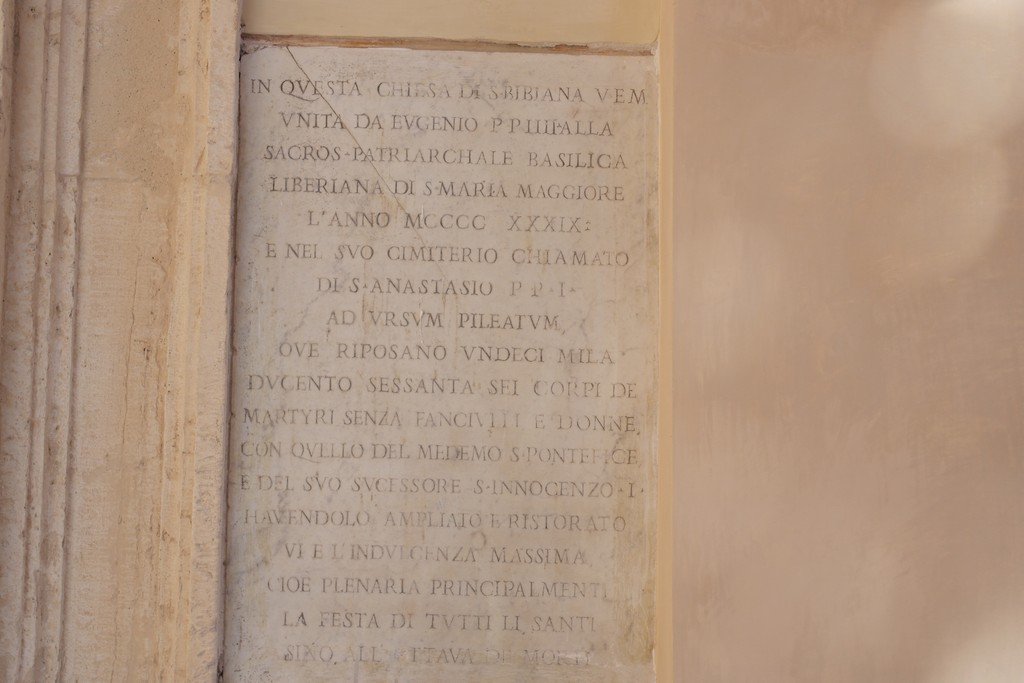 IN QVESTA CHIESA DI S·BIBIANA V·E M
VNITA DA EVGENIO P P·IIII·ALLA
SACROS·PATRIARCHALE BASILICA
LIBERIANA DI S·MARIA MAGGIORE
L'ANNO MCCCC XXXIX·
E NEL SVO CIMITERIO CHIAMATO
DI S·ANASTASIO P P·I·
AD VRSVM PILEATVM
OVE RIPOSANO VNDECI MILA
DVCENTO SESSANTA SEI CORPI DE
MARTYRI SENZA FANCIVLLI E DONNE
CON QVELLO DEL MEDEMO S·PONTEFICE
E DEL SVO SVCESSORE S·INNOCENZO·I·
HAVENDOLO AMPLIATO E RISTORATO
VI E L'INDVLGENZA MASSIMA
CIOE PLENARIA PRINCIPALMENTE
LA FESTA DI TVTTI LI SANTI
SINO ALL OTTAVA DE MORTI